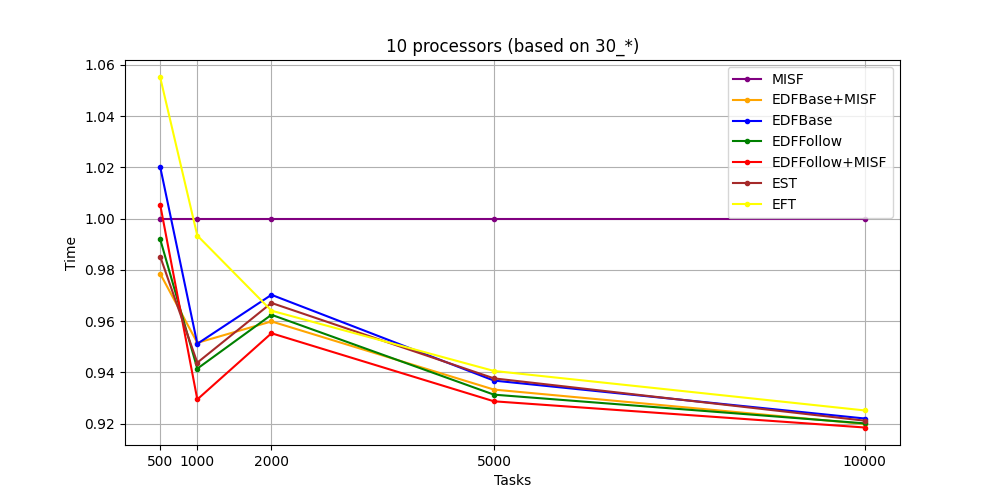 10 processors (based on 30_*)
1.06
1.04
1.02
1.00
0.98
0.96
0.94
0.92
Time
MISF
EDFBase+MISF
EDFBase
EDFFollow
EDFFollow+MISF
EST
EFT
500 1000 2000 5000 10000
Tasks